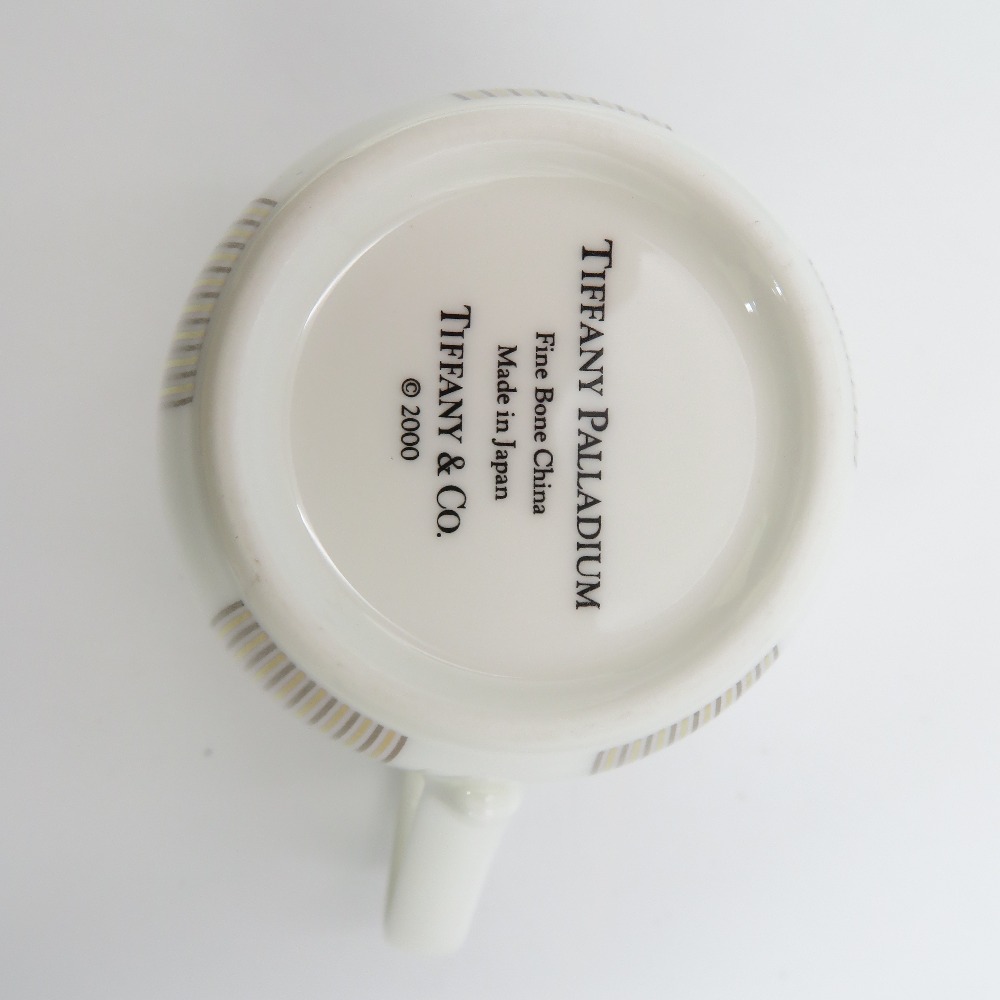 TIFFANY PALLADIUM
Fine Bone China
Made in Japan
TIFFANY & CO.
© 2000